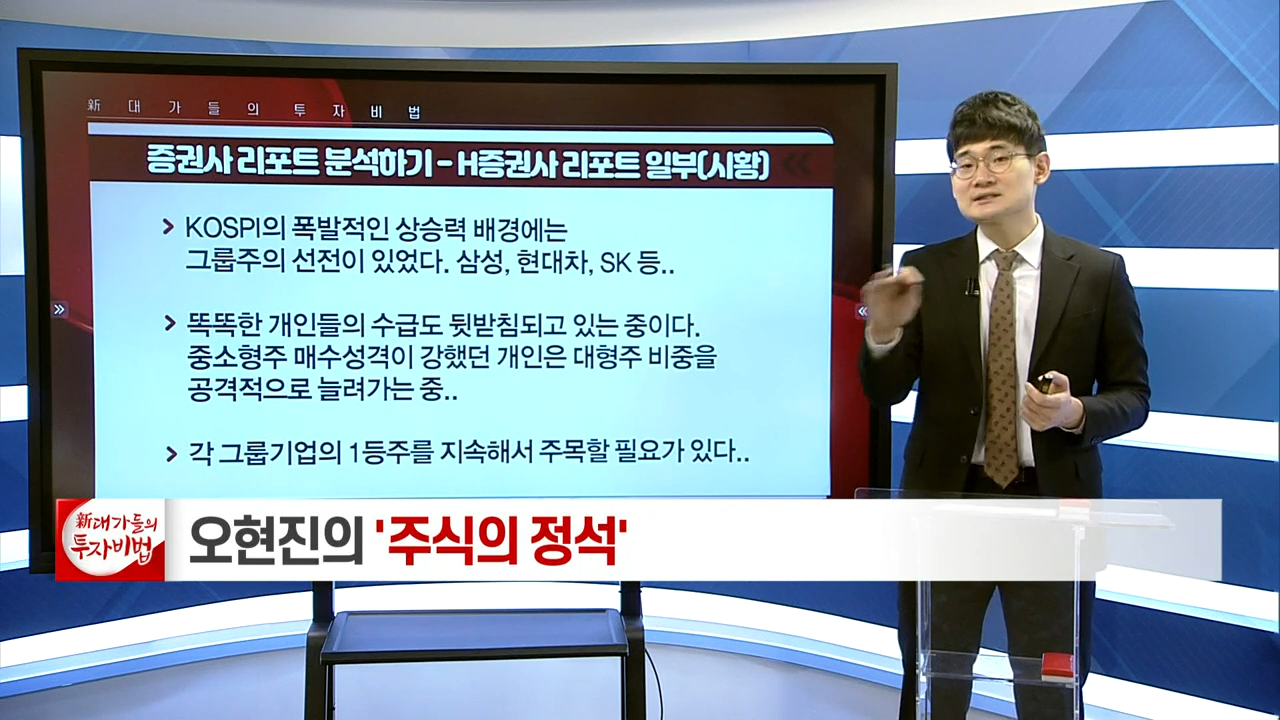 新 대 가 들 의 투 자 비 법
증권사 리포트 분석하기 - H증권사 리포트 일부(시황)
KOSPI의 폭발적인 상승력 배경에는
그룹주의 선전이 있었다. 삼성, 현대차, SK 등..
똑똑한 개인들의 수급도 뒷받침되고 있는 중이다.
중소형주 매수성격이 강했던 개인은 대형주 비중을
공격적으로 늘려가는 중..
각 그룹기업의 1등주를 지속해서 주목할 필요가 있다..
新대가들의
투자비법
오현진의 '주식의 정석'